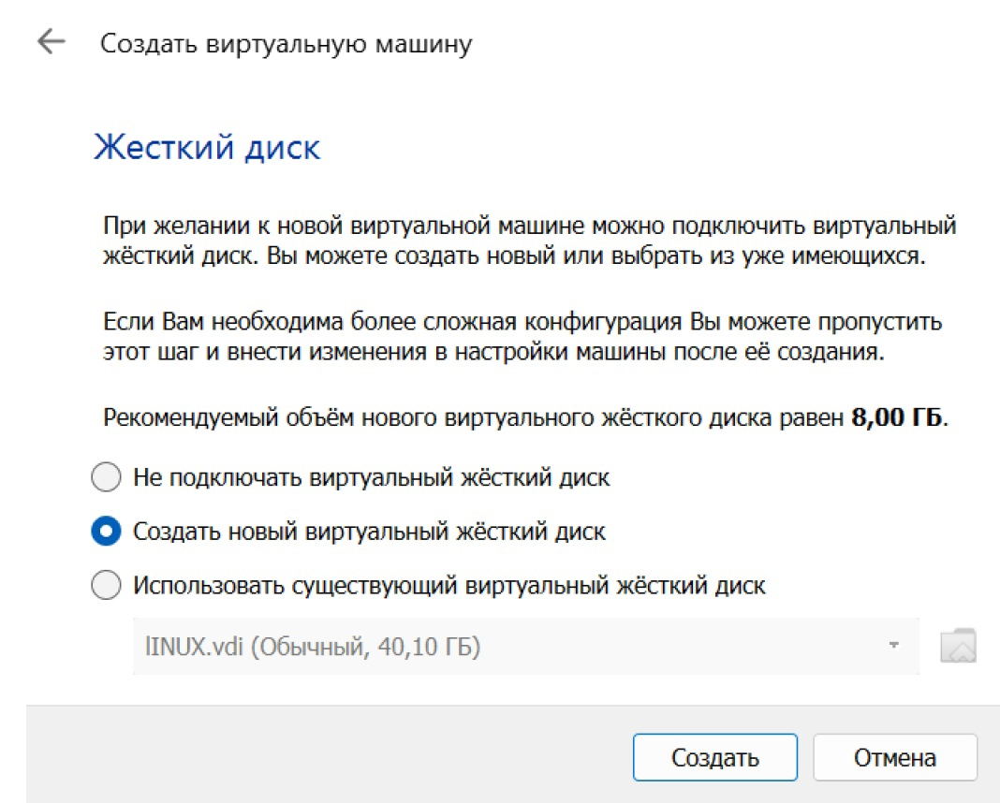 Создать виртуальную машину
Жесткий диск
При желании к новой виртуальной машине можно подключить виртуальный
жёсткий диск. Вы можете создать новый или выбрать из уже имеющихся.
Если Вам необходима более сложная конфигурация Вы можете пропустить
этот шаг и внести изменения в настройки машины после её создания.
Рекомендуемый объём нового виртуального жёсткого диска равен 8,00 ГБ.
Не подключать виртуальный жёсткий диск
Создать новый виртуальный жёсткий диск
Использовать существующий виртуальный жёсткий диск
lINUX.vdi (Обычный, 40,10 ГБ)
Создать
Отмена